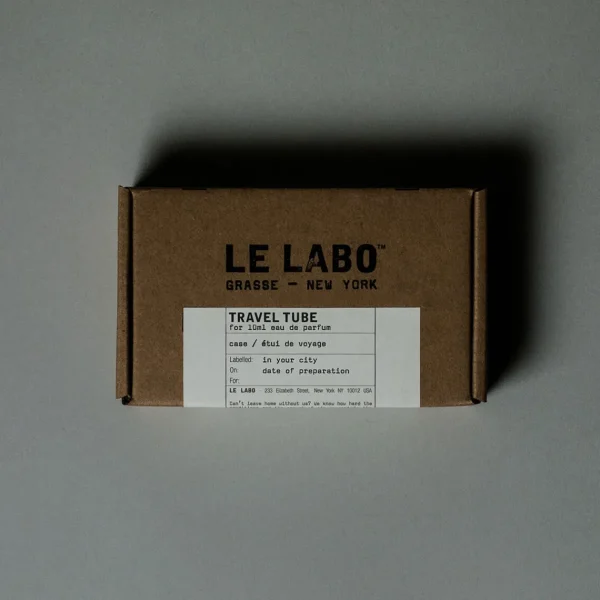 LE LABO™
GRASSE — NEW YORK
TRAVEL TUBE
for 10ml eau de parfum
case / étui de voyage
Labelled: in your city
On date of preparation
For:
LE LABO 233 Elizabeth Street, New York NY 10012 USA
Can't leave home without us? we know how hard the